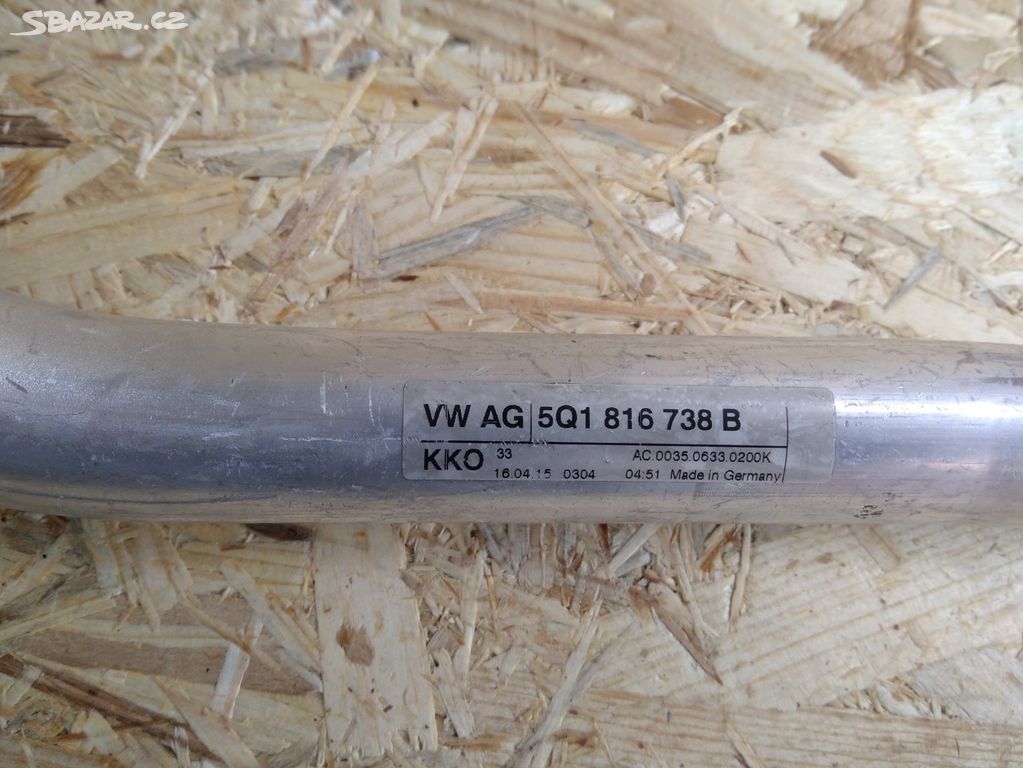 SBAZAR.CZ
VW AG 5Q1 816 738 B
KKO 33 AC.0035.0633.0200K
16.04.15 0304 04:51 Made in Germany